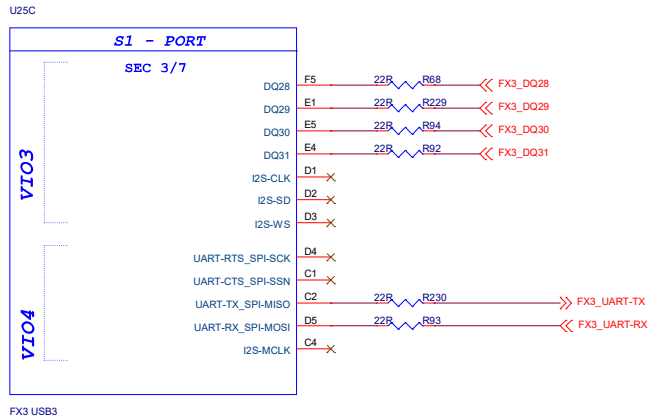 U25C
S1 - PORT
SEC 3/7
VIO3
DQ28 F5 22R R68 FX3_DQ28
DQ29 E1 22R R229 FX3_DQ29
DQ30 E5 22R R94 FX3_DQ30
DQ31 E4 22R R92 FX3_DQ31
I2S-CLK D1
I2S-SD D2
I2S-WS D3
VIO4
UART-RTS_SPI-SCK D4
UART-CTS_SPI-SSN C1
UART-TX_SPI-MISO C2 22R R230 FX3_UART-TX
UART-RX_SPI-MOSI D5 22R R93 FX3_UART-RX
I2S-MCLK C4
FX3 USB3